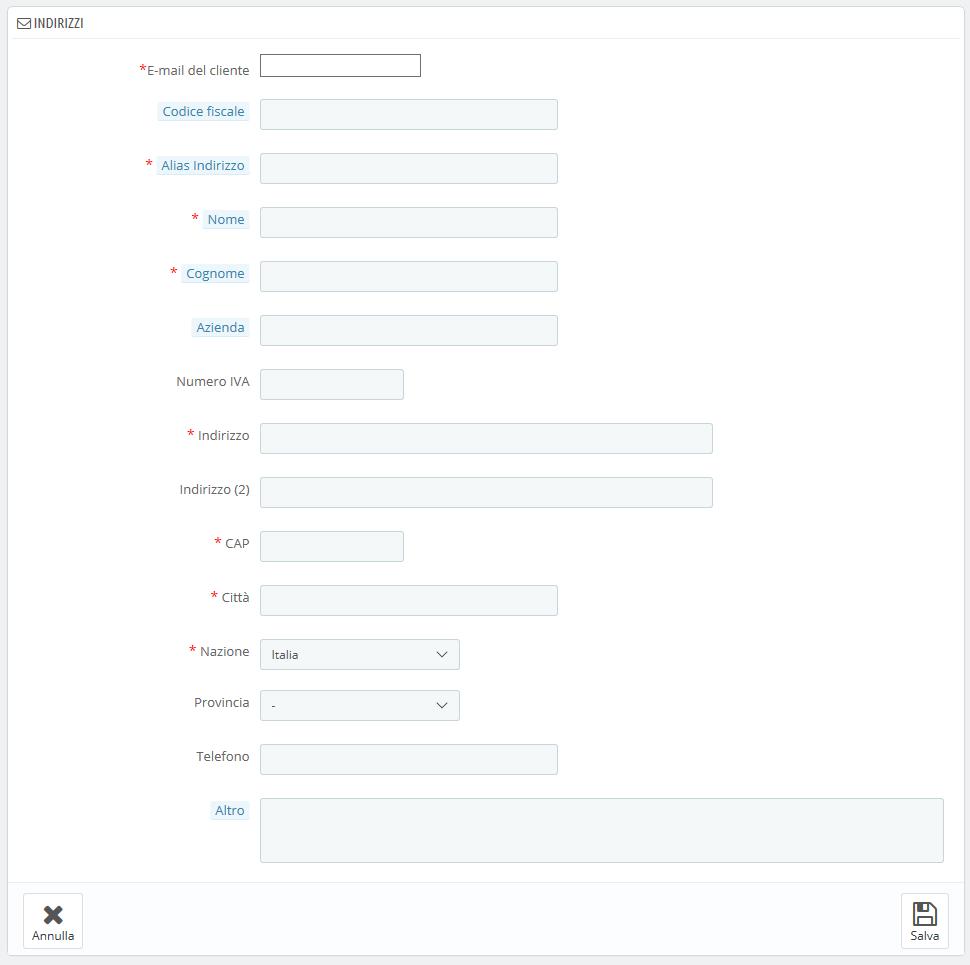 INDIRIZZI
*E-mail del cliente
Codice fiscale
* Alias Indirizzo
* Nome
* Cognome
Azienda
Numero IVA
* Indirizzo
Indirizzo (2)
* CAP
* Città
* Nazione Italia
Provincia -
Telefono
Altro
Annulla Salva